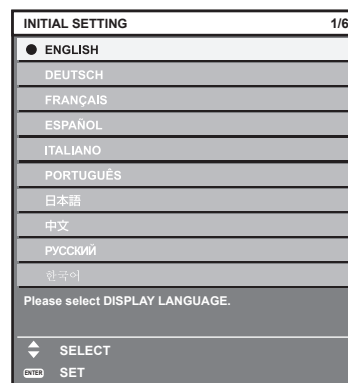 INITIAL SETTING 1/6
ENGLISH
DEUTSCH
FRANÇAIS
ESPAÑOL
ITALIANO
PORTUGUÊS
日本語
中文
РУССКИЙ
한국어
Please select DISPLAY LANGUAGE.
SELECT
ENTER SET